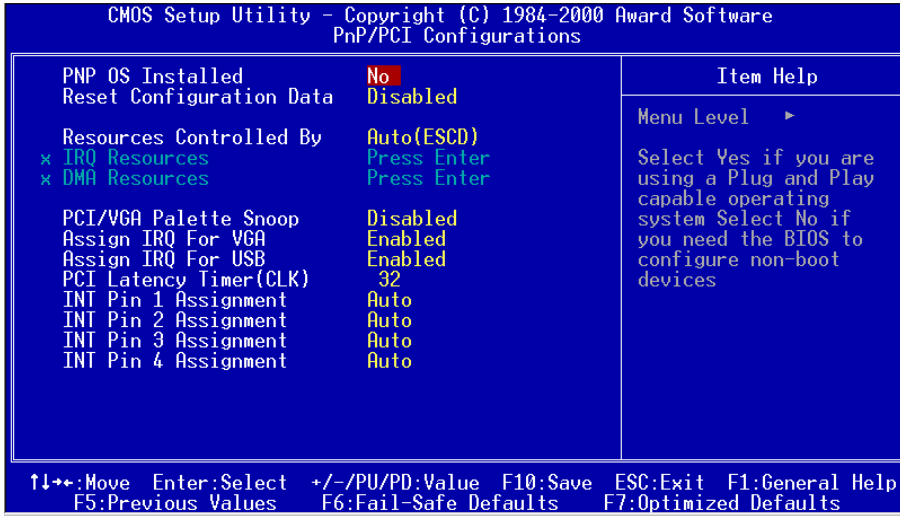 CMOS Setup Utility – Copyright (C) 1984-2000 Award Software
PnP/PCI Configurations
PNP OS Installed No
Reset Configuration Data Disabled
Resources Controlled By Auto(ESCD)
x IRQ Resources Press Enter
x DMA Resources Press Enter
PCI/VGA Palette Snoop Disabled
Assign IRQ For VGA Enabled
Assign IRQ For USB Enabled
PCI Latency Timer(CLK) 32
INT Pin 1 Assignment Auto
INT Pin 2 Assignment Auto
INT Pin 3 Assignment Auto
INT Pin 4 Assignment Auto
Item Help
Menu Level ►
Select Yes if you are
using a Plug and Play
capable operating
system Select No if
you need the BIOS to
configure non-boot
devices
↑↓→←:Move Enter:Select +/-/PU/PD:Value F10:Save ESC:Exit F1:General Help
F5:Previous Values F6:Fail-Safe Defaults F7:Optimized Defaults